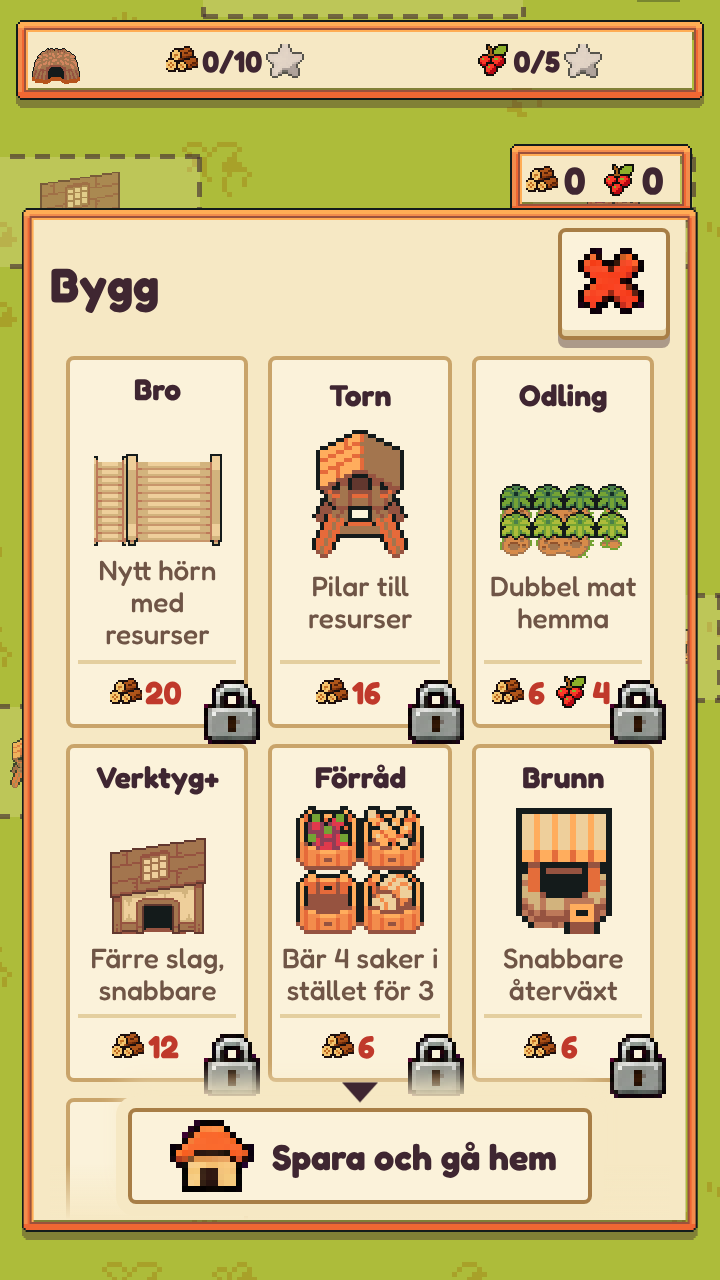 0/10 0/5
0 0
Bygg
Bro
Torn
Odling
Nytt hörn
med
resurser
Pilar till
resurser
Dubbel mat
hemma
20
16
6 4
Verktyg+
Förråd
Brunn
Färre slag,
snabbare
Bär 4 saker i
stället för 3
Snabbare
återväxt
12
6
6
Spara och gå hem